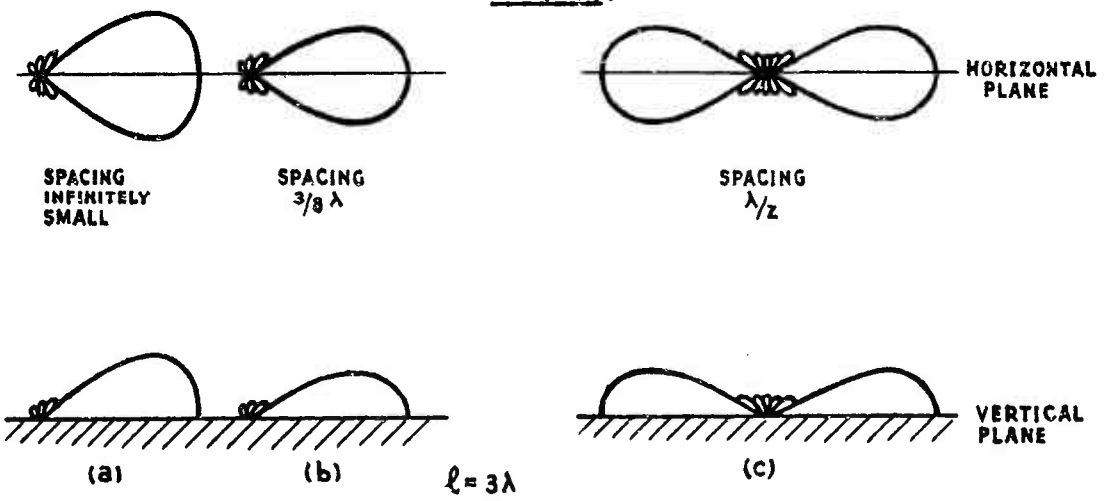 HORIZONTAL
PLANE
SPACING
INFINITELY
SMALL
SPACING
3/8 λ
SPACING
λ/2
VERTICAL
PLANE
(a)
(b)
(c)
ℓ = 3λ